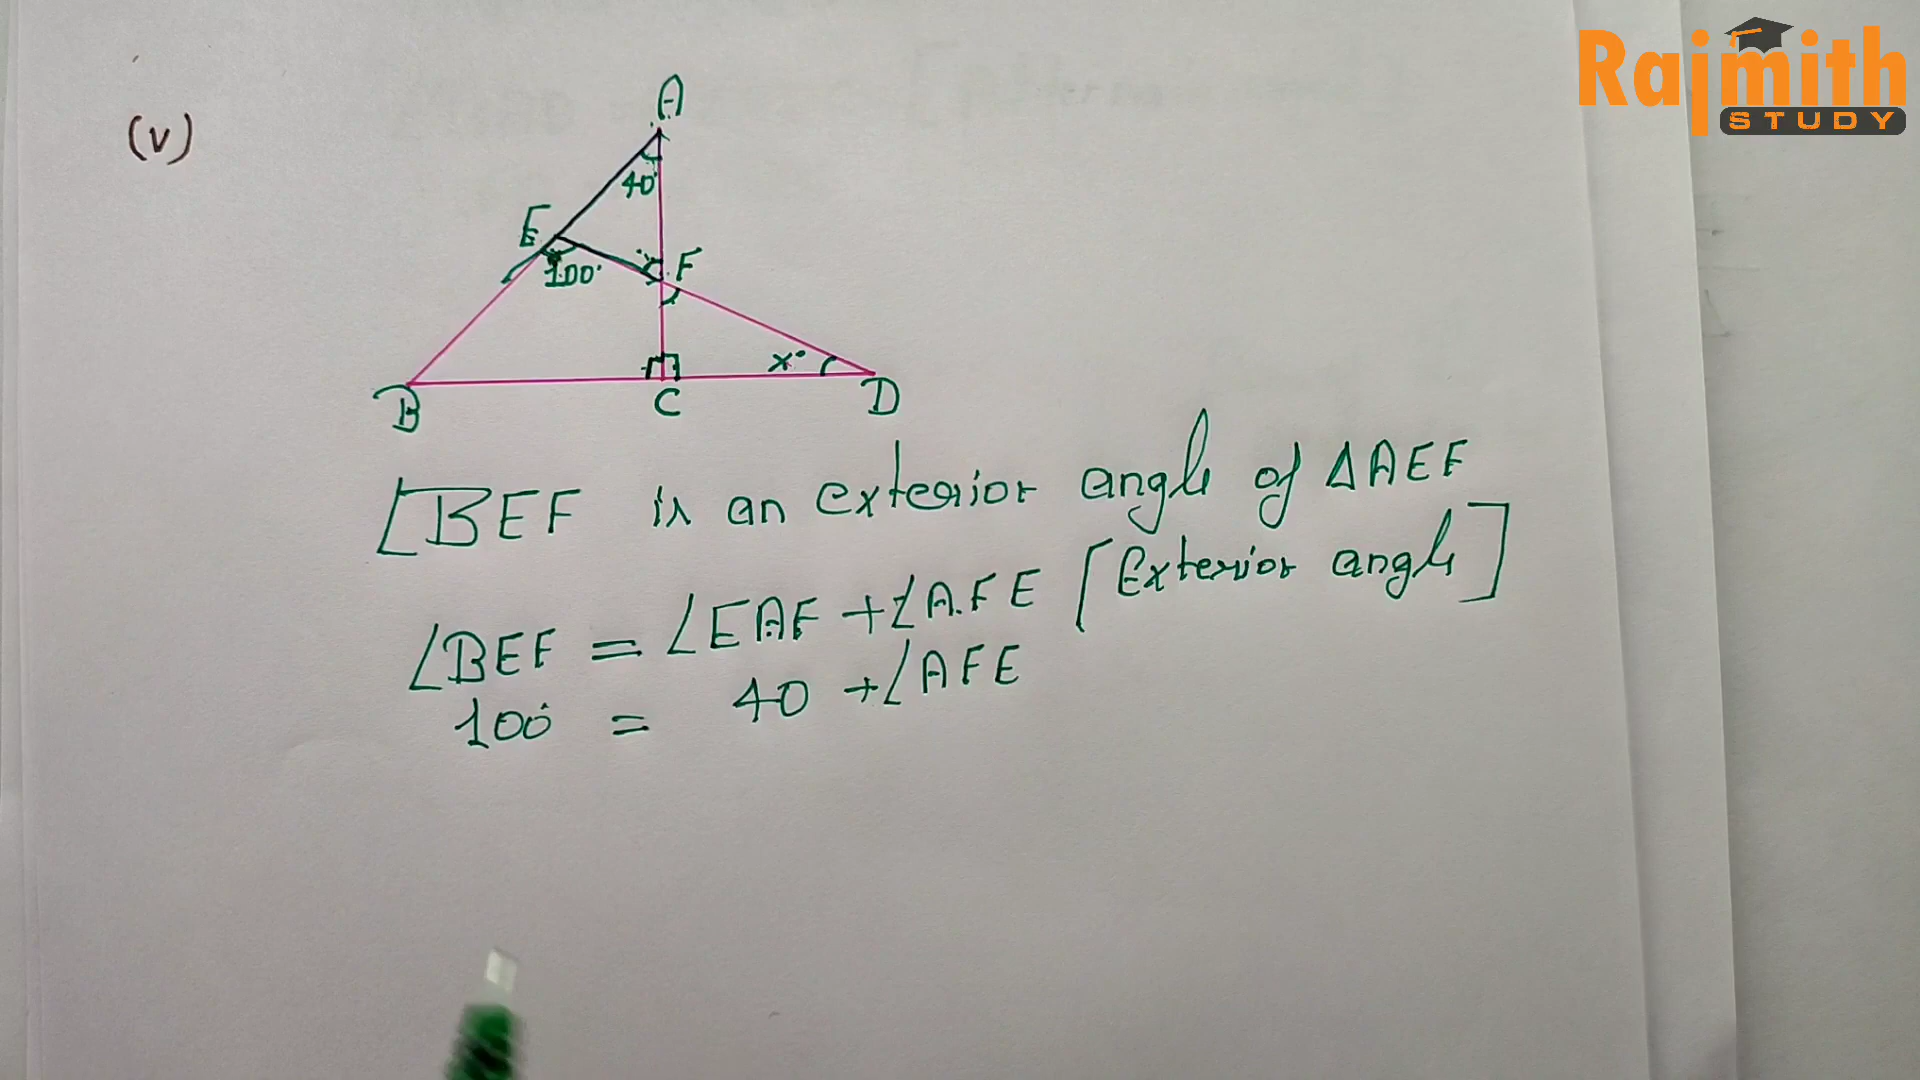 Rajmith
STUDY
(v)
A
40°
E
100°
F
x°
B
C
D
∠BEF is an exterior angle of ΔAEF
∠BEF = ∠EAF + ∠AFE [Exterior angle]
100° = 40 + ∠AFE